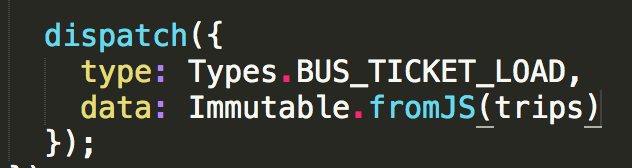 dispatch({
type: Types.BUS_TICKET_LOAD,
data: Immutable.fromJS(trips)
});